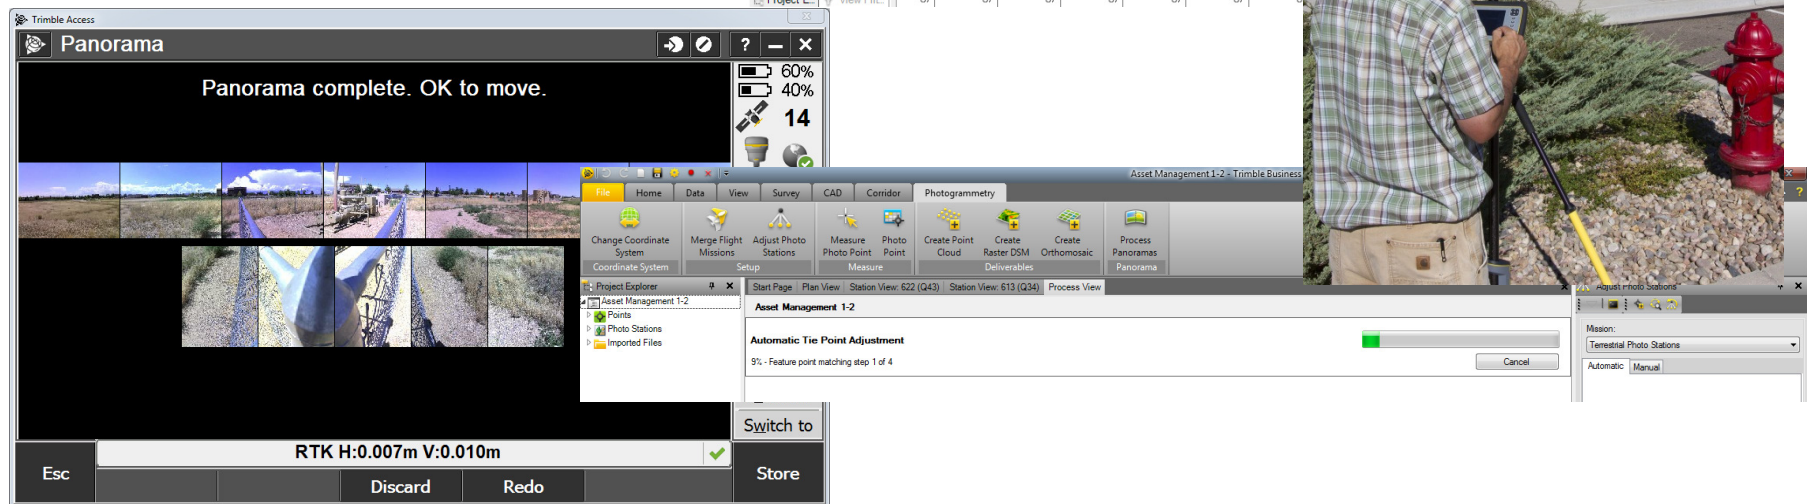 Trimble Access
Panorama
?
Panorama complete. OK to move.
60%
40%
14
Switch to
RTK H:0.007m V:0.010m
Esc
Discard
Redo
Store
Asset Management 1-2 - Trimble Business
File
Home
Data
View
Survey
CAD
Corridor
Photogrammetry
?
Change Coordinate
System
Merge Flight
Missions
Adjust Photo
Stations
Measure
Photo Point
Photo
Point
Create Point
Cloud
Create
Raster DSM
Create
Orthomosaic
Process
Panoramas
Coordinate System
Setup
Measure
Deliverables
Panorama
Project Explorer
Asset Management 1-2
Points
Photo Stations
Imported Files
Start Page
Plan View
Station View: 622 (Q43)
Station View: 613 (Q34)
Process View
Asset Management 1-2
Automatic Tie Point Adjustment
9% - Feature point matching step 1 of 4
Cancel
Adjust Photo Stations
Mission:
Terrestrial Photo Stations
Automatic
Manual